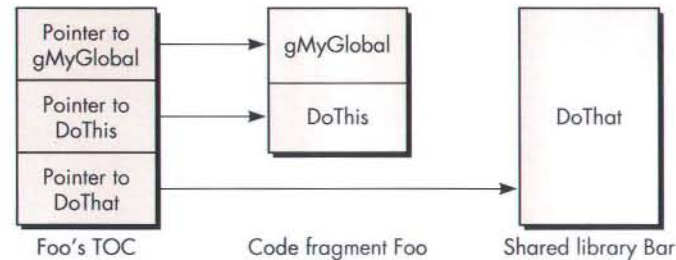 Pointer to
gMyGlobal
Pointer to
DoThis
Pointer to
DoThat
gMyGlobal
DoThis
DoThat
Foo's TOC
Code fragment Foo
Shared library Bar